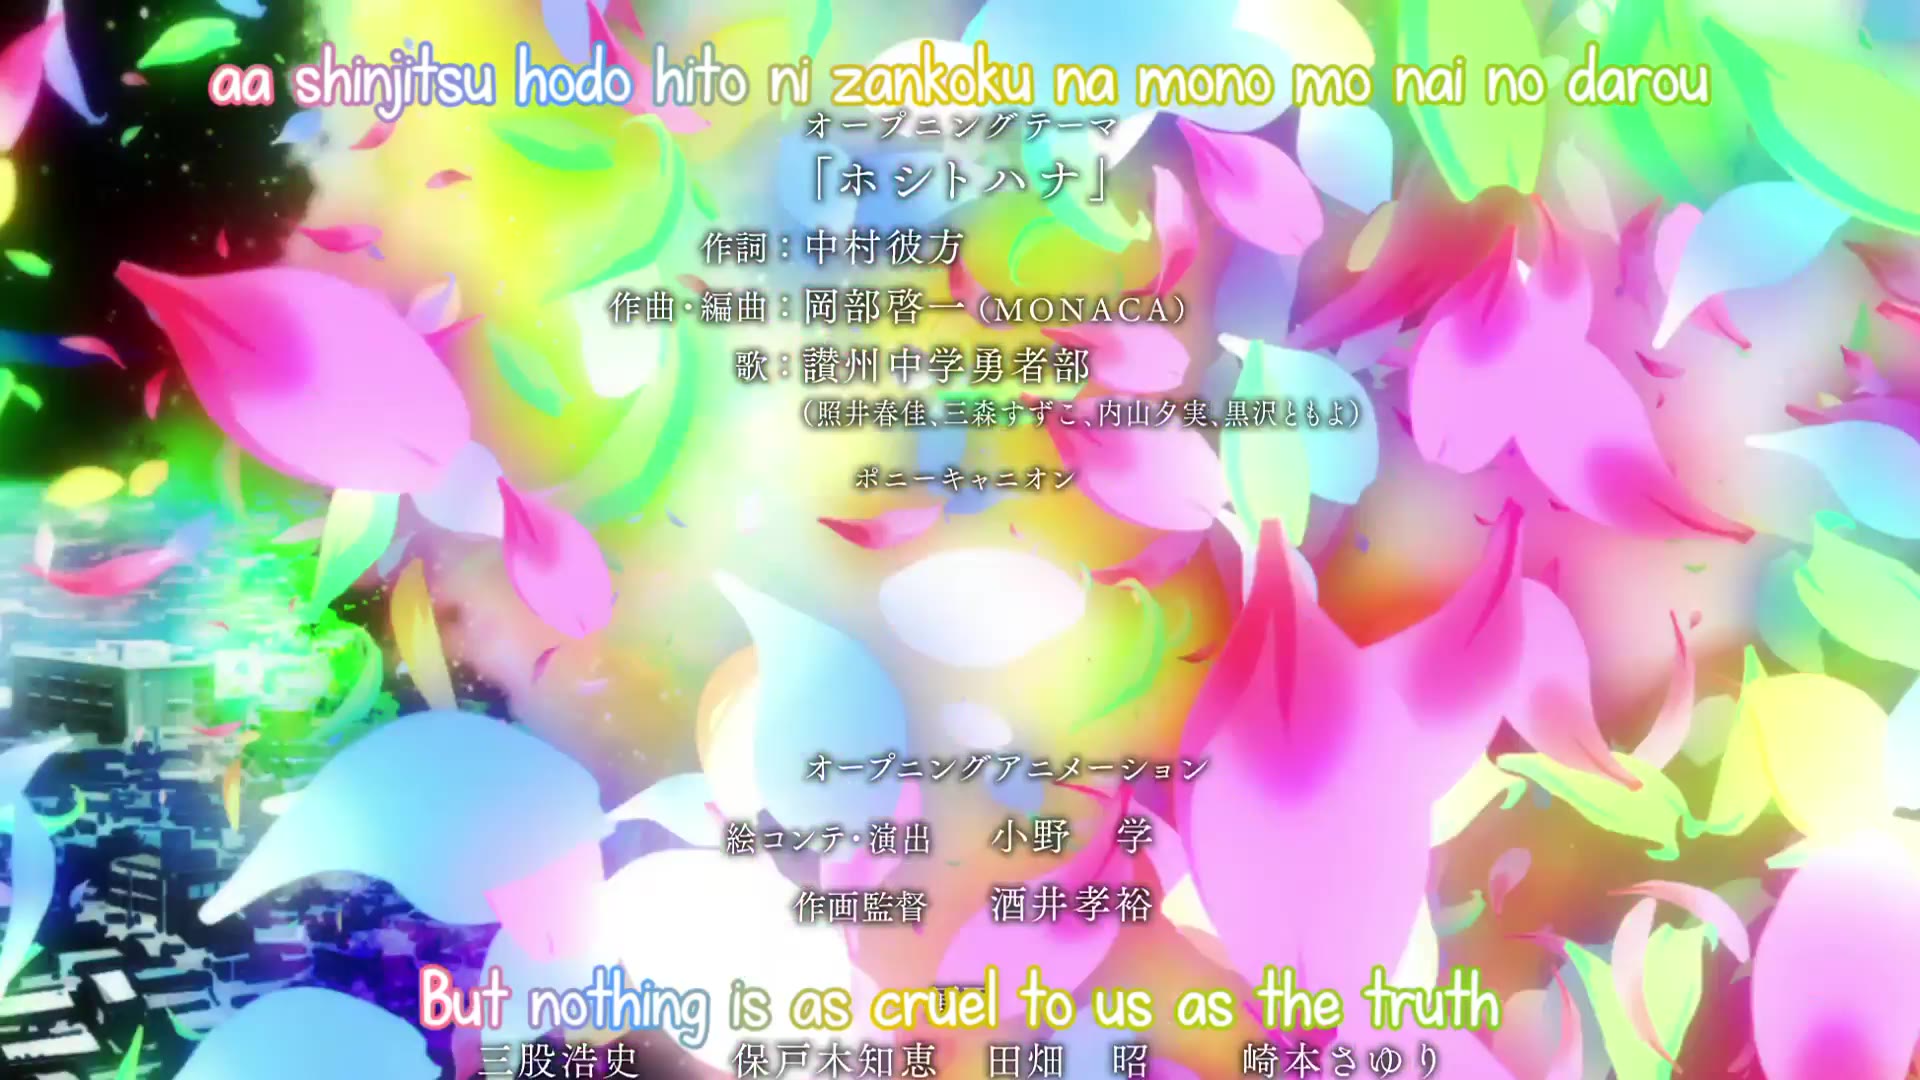 aa shinjitsu hodo hito ni zankoku na mono mo nai no darou
オープニングテーマ
「ホシトハナ」
作詞：中村彼方
作曲・編曲：岡部啓一（MONACA）
歌：讃州中学勇者部
（照井春佳、三森すずこ、内山夕実、黒沢ともよ）
ポニーキャニオン
オープニングアニメーション
絵コンテ・演出　小野　学
作画監督　酒井孝裕
But nothing is as cruel to us as the truth
三股浩史　保戸木知恵　田畑　昭　崎本さゆり